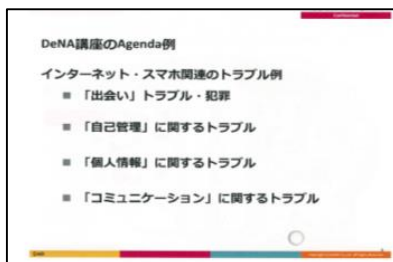 Confidential
DeNA講座のAgenda例
インターネット・スマホ関連のトラブル例
■ 「出会い」トラブル・犯罪
■ 「自己管理」に関するトラブル
■ 「個人情報」に関するトラブル
■ 「コミュニケーション」に関するトラブル